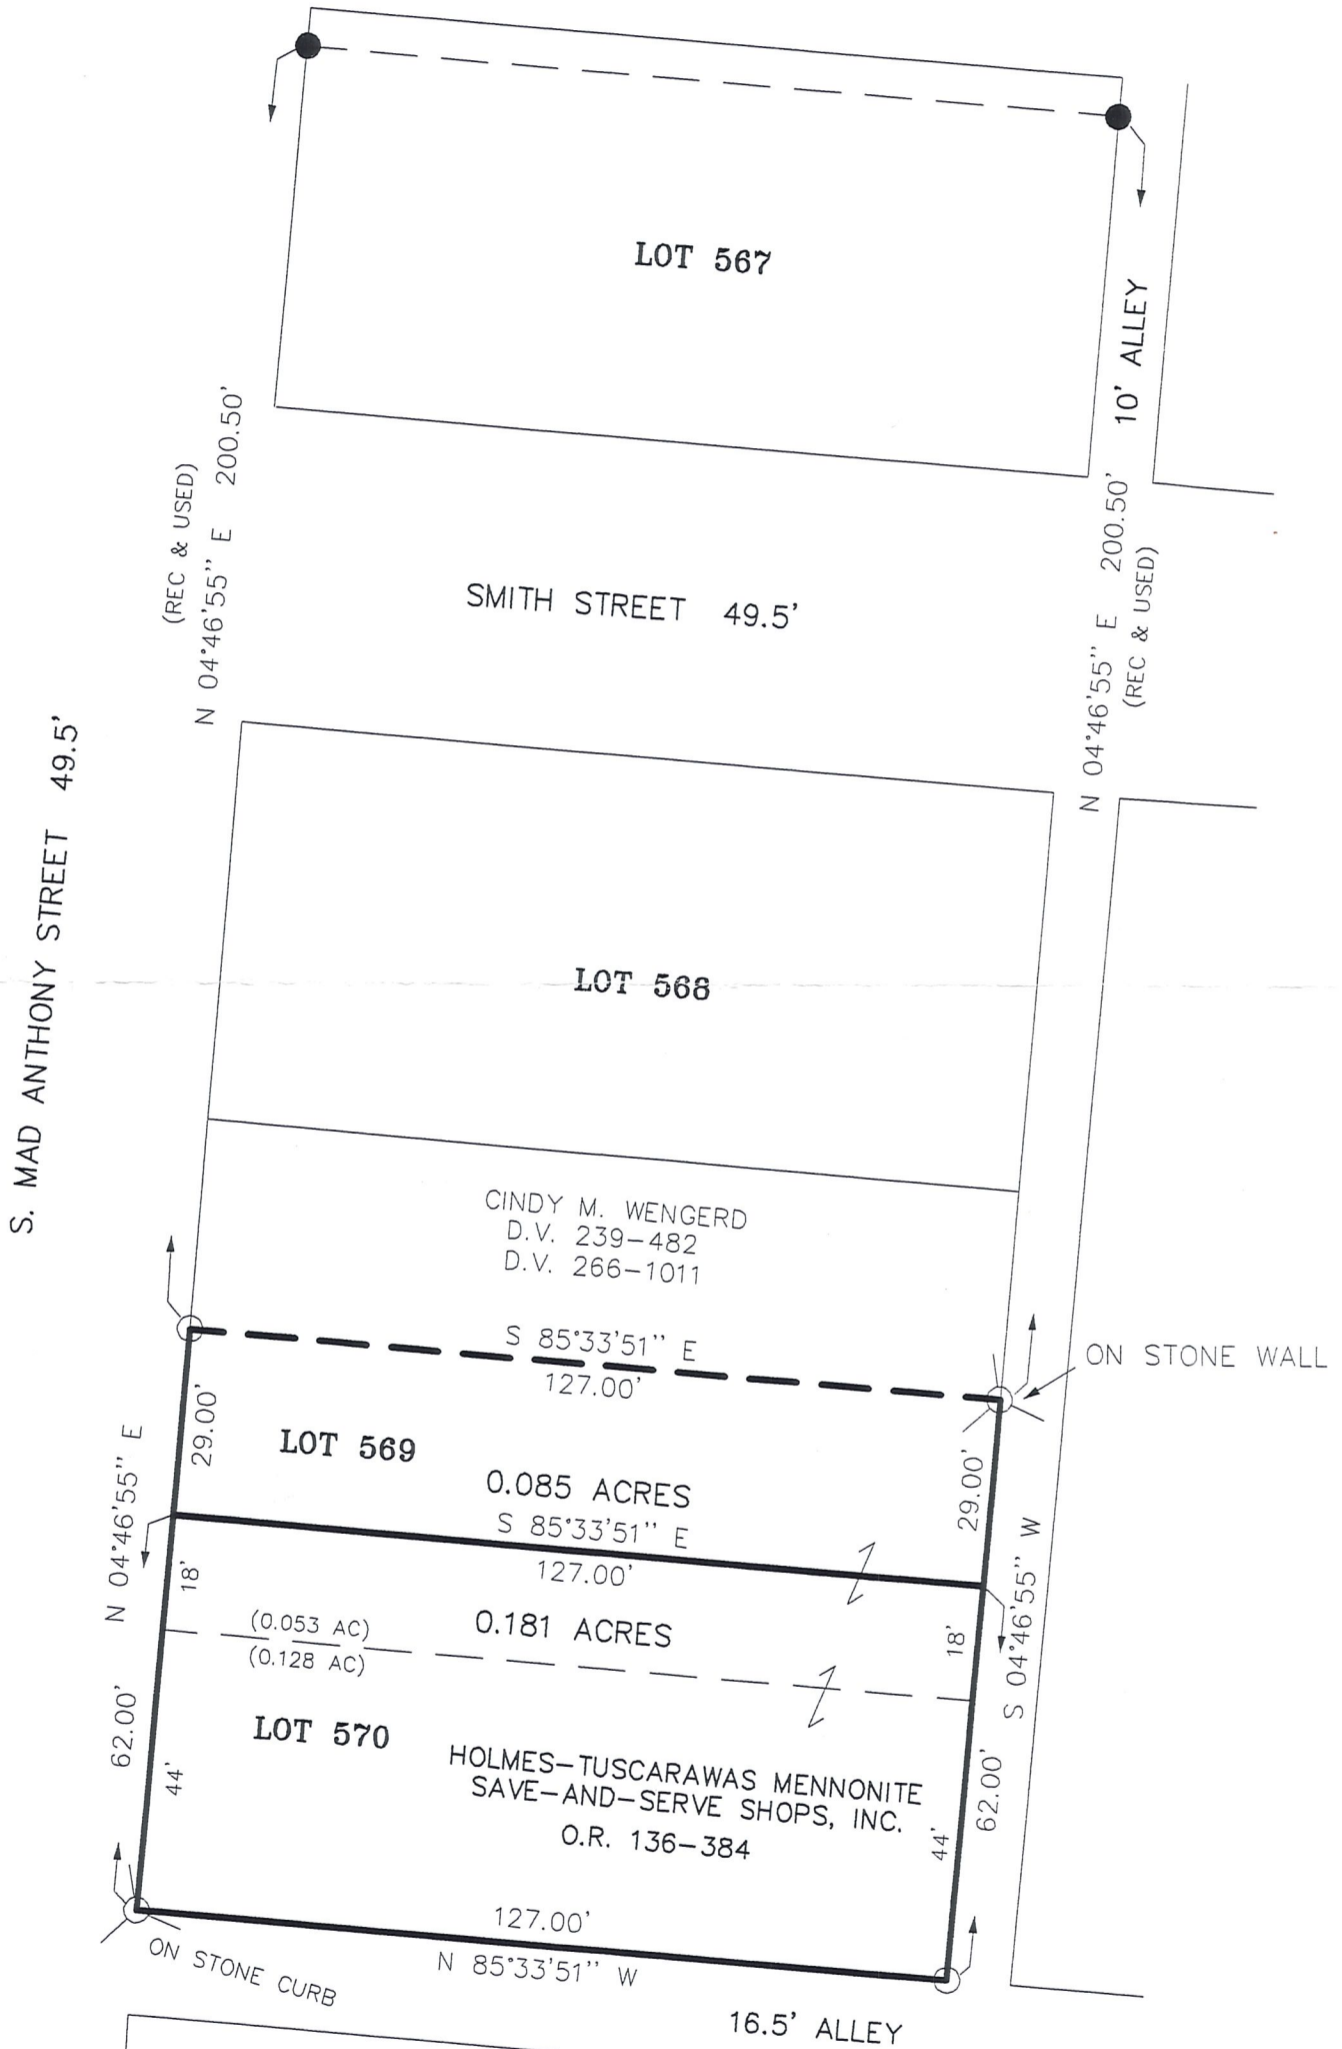 LOT 567
10' ALLEY
(REC & USED)
N 04°46'55" E 200.50'
N 04°46'55" E 200.50'
(REC & USED)
SMITH STREET 49.5'
S. MAD ANTHONY STREET 49.5'
LOT 568
CINDY M. WENGERD
D.V. 239-482
D.V. 266-1011
S 85°33'51" E
127.00'
ON STONE WALL
29.00'
LOT 569
0.085 ACRES
29.00'
N 04°46'55" E
S 85°33'51" E
127.00'
S 04°46'55" W
18'
(0.053 AC)
0.181 ACRES
18'
(0.128 AC)
62.00'
LOT 570
44'
HOLMES-TUSCARAWAS MENNONITE
SAVE-AND-SERVE SHOPS, INC.
O.R. 136-384
44'
62.00'
127.00'
N 85°33'51" W
ON STONE CURB
16.5' ALLEY